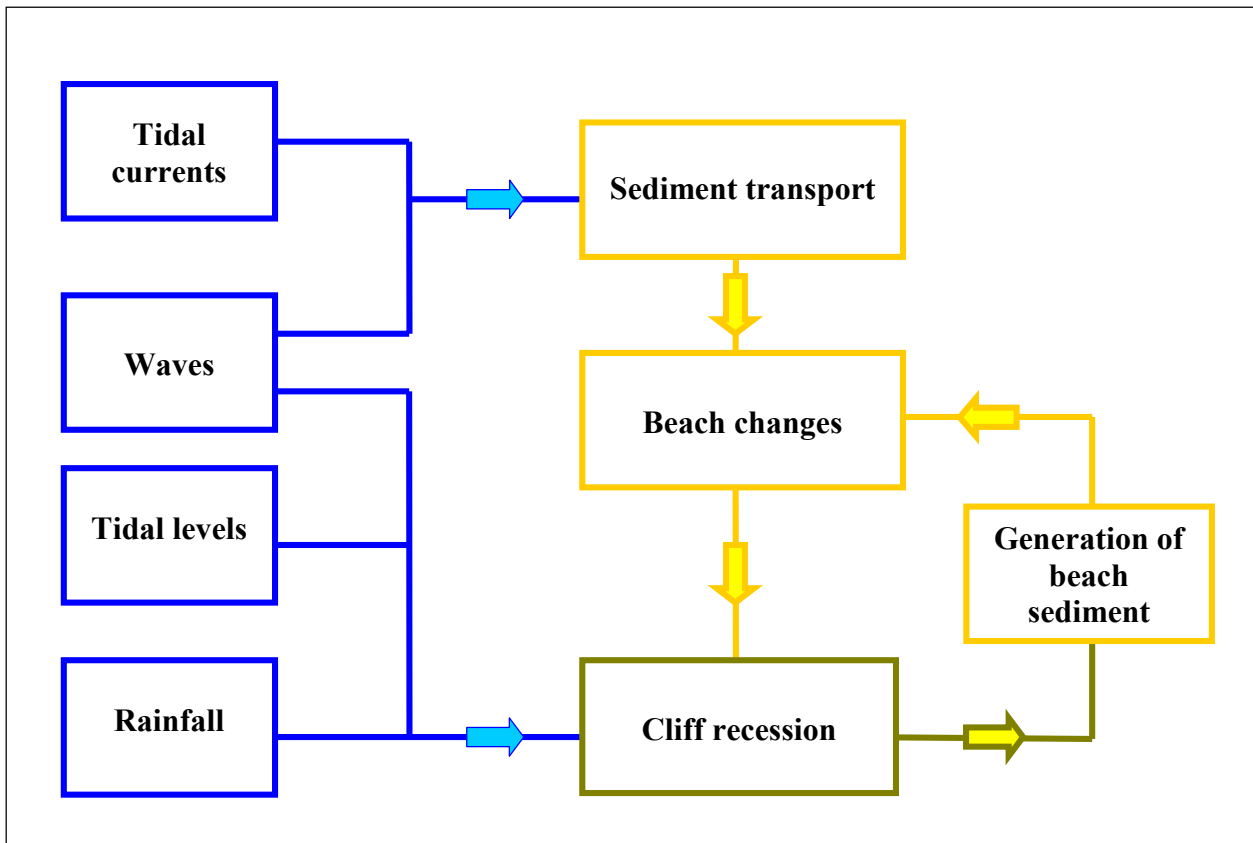 Tidal
currents
Waves
Tidal levels
Rainfall
Sediment transport
Beach changes
Cliff recession
Generation of
beach
sediment